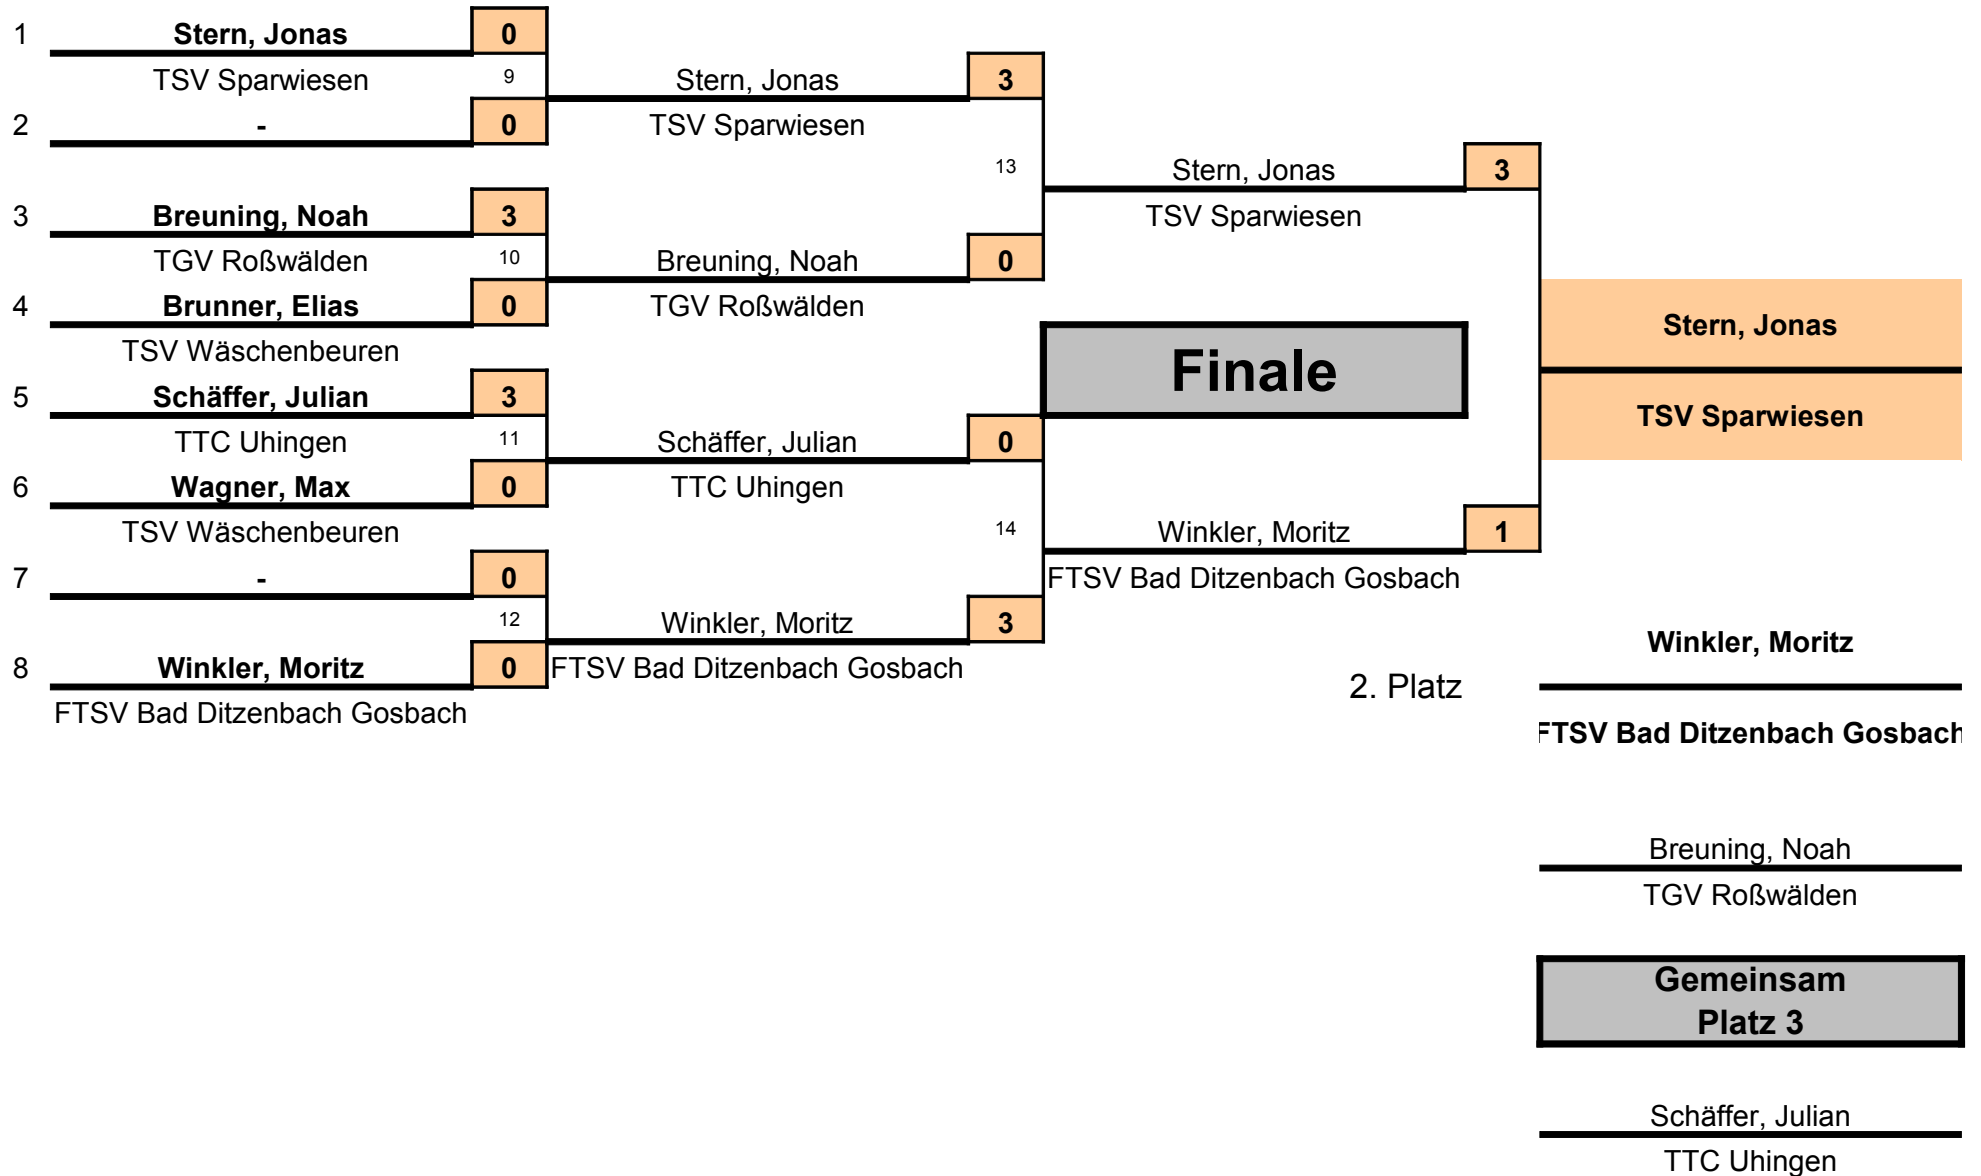 1 Stern, Jonas 0
TSV Sparwiesen 9 Stern, Jonas 3
2 - 0 TSV Sparwiesen
13 Stern, Jonas 3
3 Breuning, Noah 3 TSV Sparwiesen
TGV Roßwälden 10 Breuning, Noah 0
4 Brunner, Elias 0 TGV Roßwälden
Stern, Jonas
TSV Wäschenbeuren
Finale
5 Schäffer, Julian 3
TSV Sparwiesen
TTC Uhingen 11 Schäffer, Julian 0
6 Wagner, Max 0 TTC Uhingen
TSV Wäschenbeuren 14 Winkler, Moritz 1
7 - 0 FTSV Bad Ditzenbach Gosbach
12 Winkler, Moritz 3
Winkler, Moritz
8 Winkler, Moritz 0 FTSV Bad Ditzenbach Gosbach
2. Platz
FTSV Bad Ditzenbach Gosbach
FTSV Bad Ditzenbach Gosbach
Breuning, Noah
TGV Roßwälden
Gemeinsam
Platz 3
Schäffer, Julian
TTC Uhingen